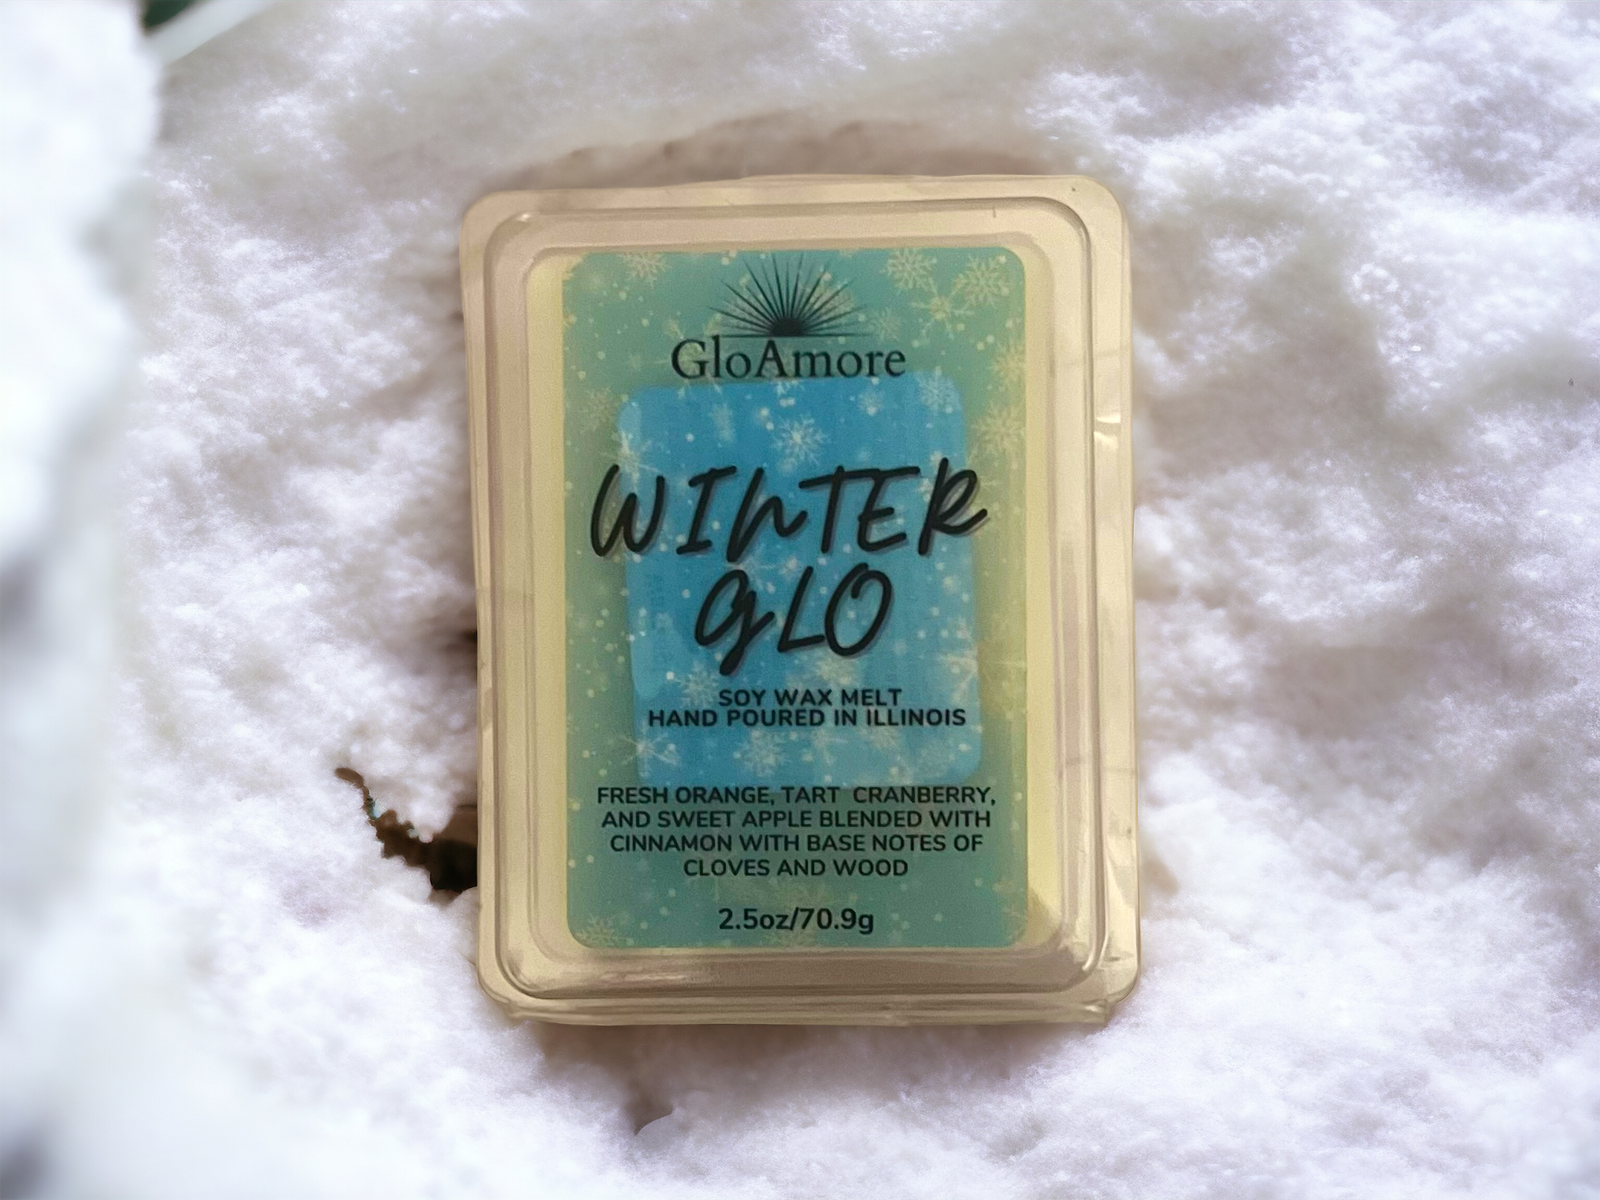 GloAmore
WINTER
GLO
SOY WAX MELT
HAND POURED IN ILLINOIS
FRESH ORANGE, TART CRANBERRY,
AND SWEET APPLE BLENDED WITH
CINNAMON WITH BASE NOTES OF
CLOVES AND WOOD
2.5oz/70.9g